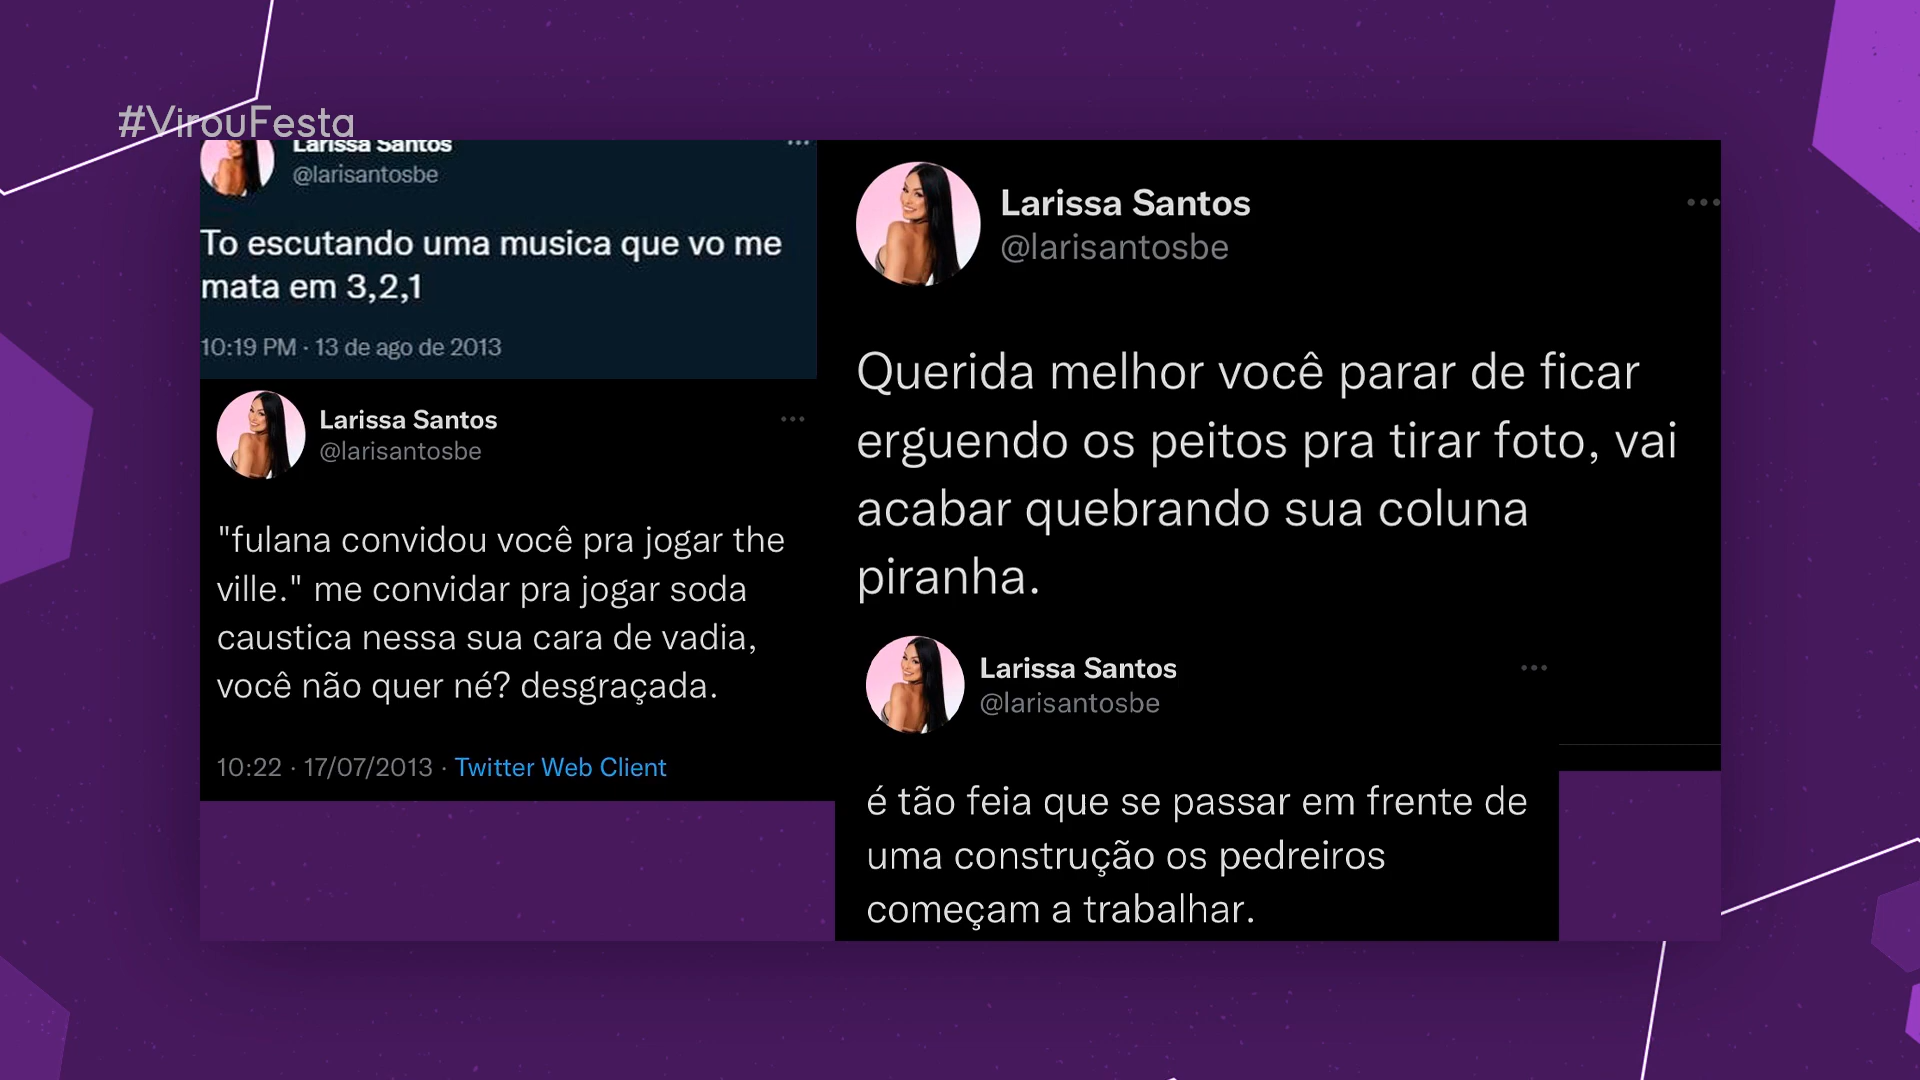 #VirouFesta
Larissa Santos
@larisantosbe
To escutando uma musica que vo me
mata em 3,2,1
10:19 PM · 13 de ago de 2013
Larissa Santos
@larisantosbe
"fulana convidou você pra jogar the
ville." me convidar pra jogar soda
caustica nessa sua cara de vadia,
você não quer né? desgraçada.
10:22 · 17/07/2013 · Twitter Web Client
Larissa Santos
@larisantosbe
Querida melhor você parar de ficar
erguendo os peitos pra tirar foto, vai
acabar quebrando sua coluna
piranha.
Larissa Santos
@larisantosbe
é tão feia que se passar em frente de
uma construção os pedreiros
começam a trabalhar.